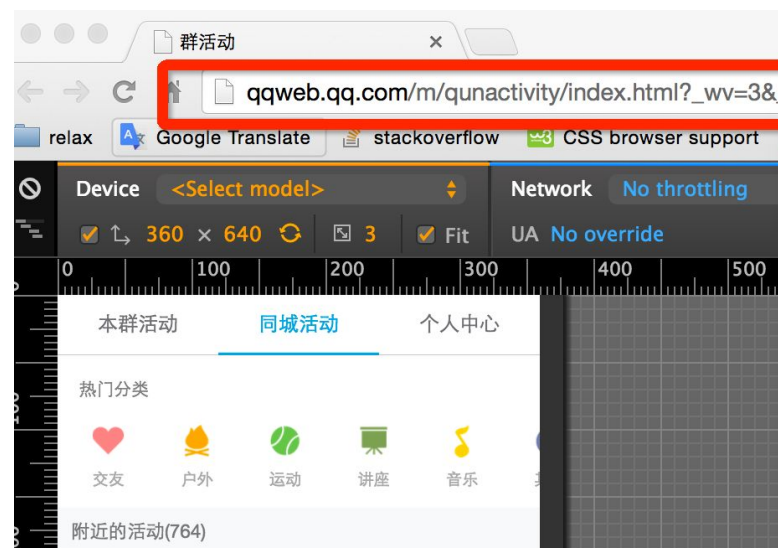 群活动 ×
qqweb.qq.com/m/qunactivity/index.html?_wv=3&_
relax Google Translate stackoverflow CSS browser support
Device <Select model> Network No throttling
360 × 640 3 Fit UA No override
0 100 200 300 400 500
本群活动 同城活动 个人中心
热门分类
交友 户外 运动 讲座 音乐
附近的活动(764)